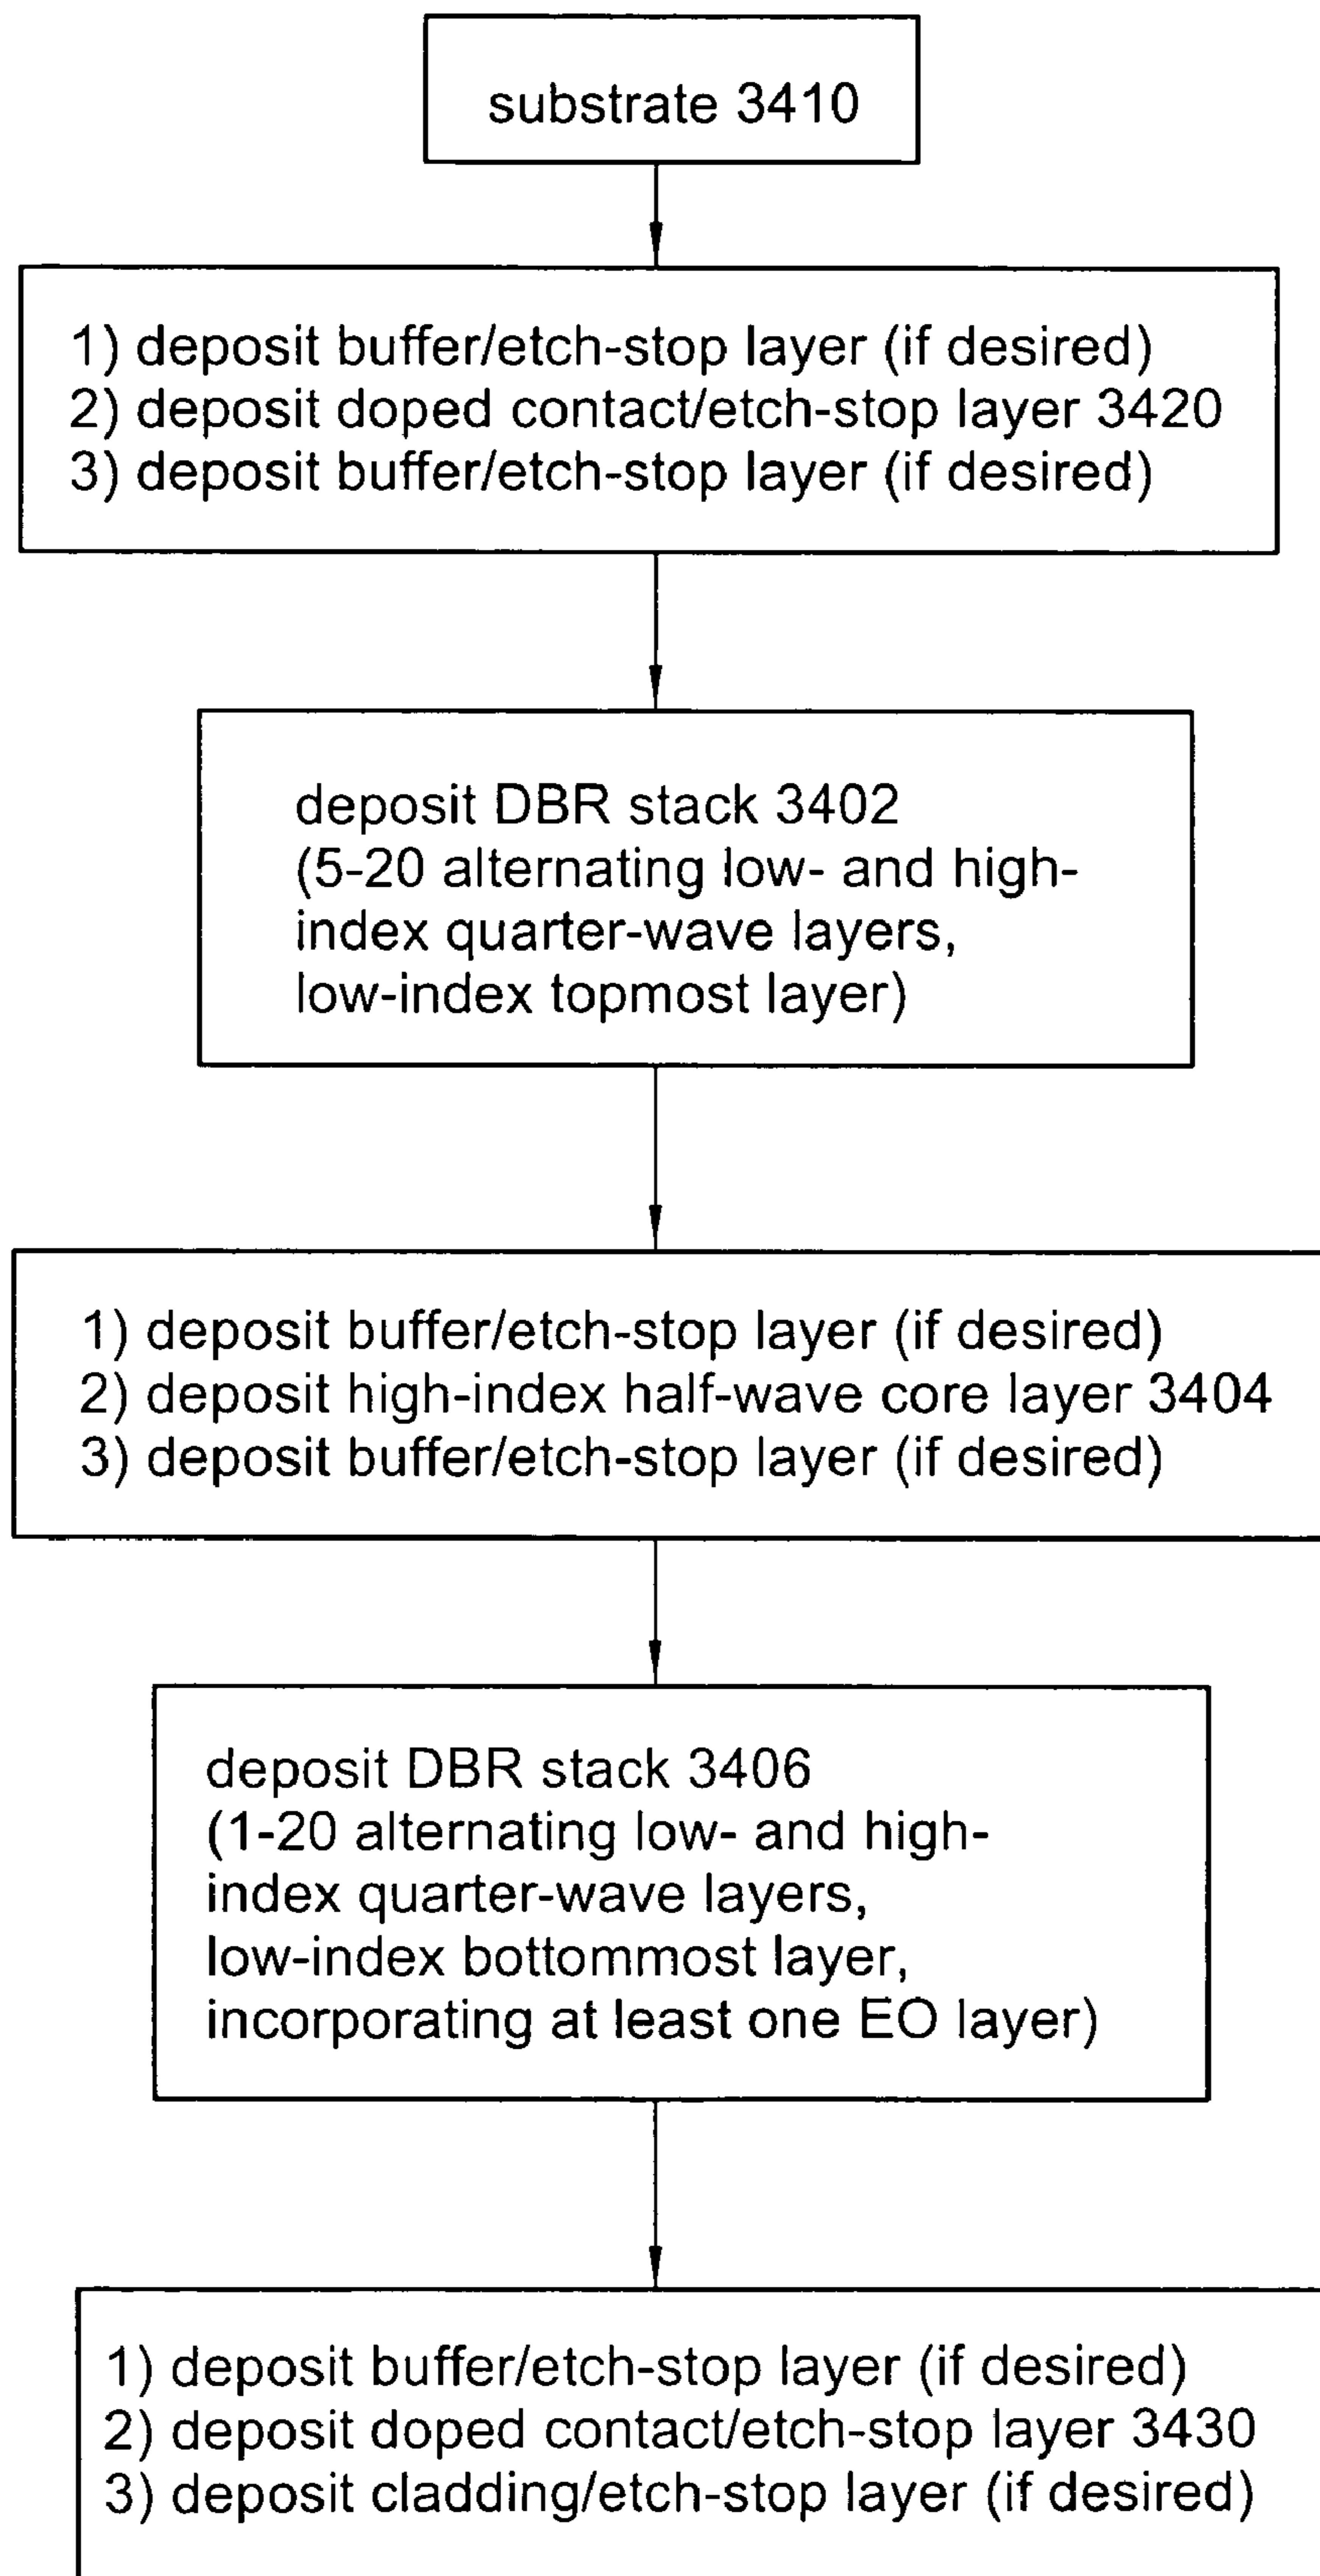 substrate 3410
1) deposit buffer/etch-stop layer (if desired)
2) deposit doped contact/etch-stop layer 3420
3) deposit buffer/etch-stop layer (if desired)
deposit DBR stack 3402
(5-20 alternating low- and high-
index quarter-wave layers,
low-index topmost layer)
1) deposit buffer/etch-stop layer (if desired)
2) deposit high-index half-wave core layer 3404
3) deposit buffer/etch-stop layer (if desired)
deposit DBR stack 3406
(1-20 alternating low- and high-
index quarter-wave layers,
low-index bottommost layer,
incorporating at least one EO layer)
1) deposit buffer/etch-stop layer (if desired)
2) deposit doped contact/etch-stop layer 3430
3) deposit cladding/etch-stop layer (if desired)